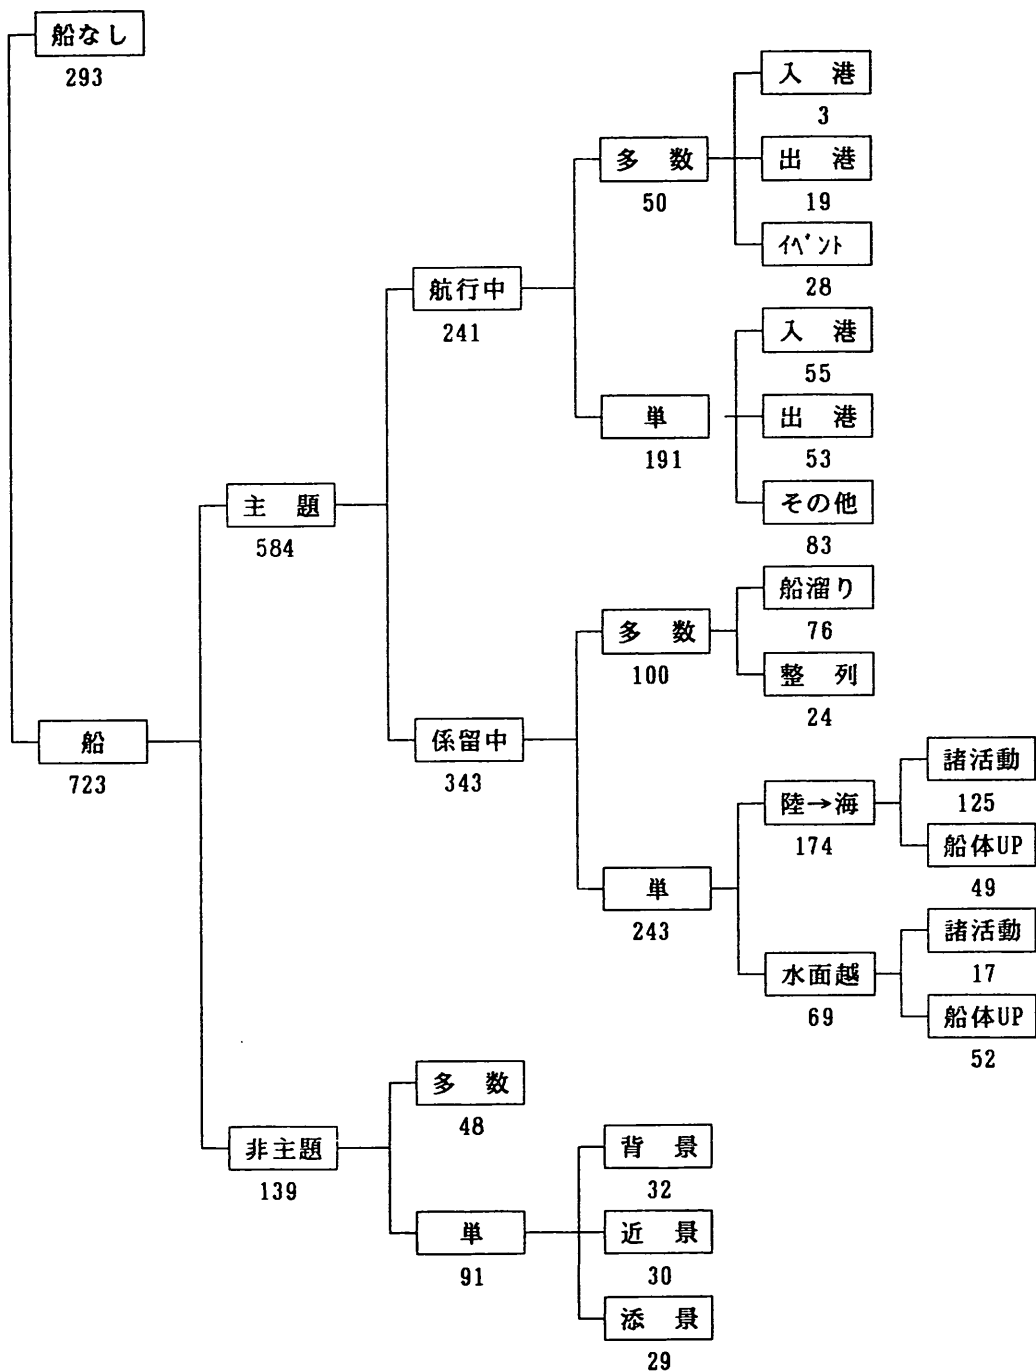 船なし
293
船
723
主 題
584
航行中
241
多 数
50
入 港
3
出 港
19
イベント
28
単
191
入 港
55
出 港
53
その他
83
係留中
343
多 数
100
船溜り
76
整 列
24
単
243
陸→海
174
諸活動
125
船体UP
49
水面越
69
諸活動
17
船体UP
52
非主題
139
多 数
48
単
91
背 景
32
近 景
30
添 景
29